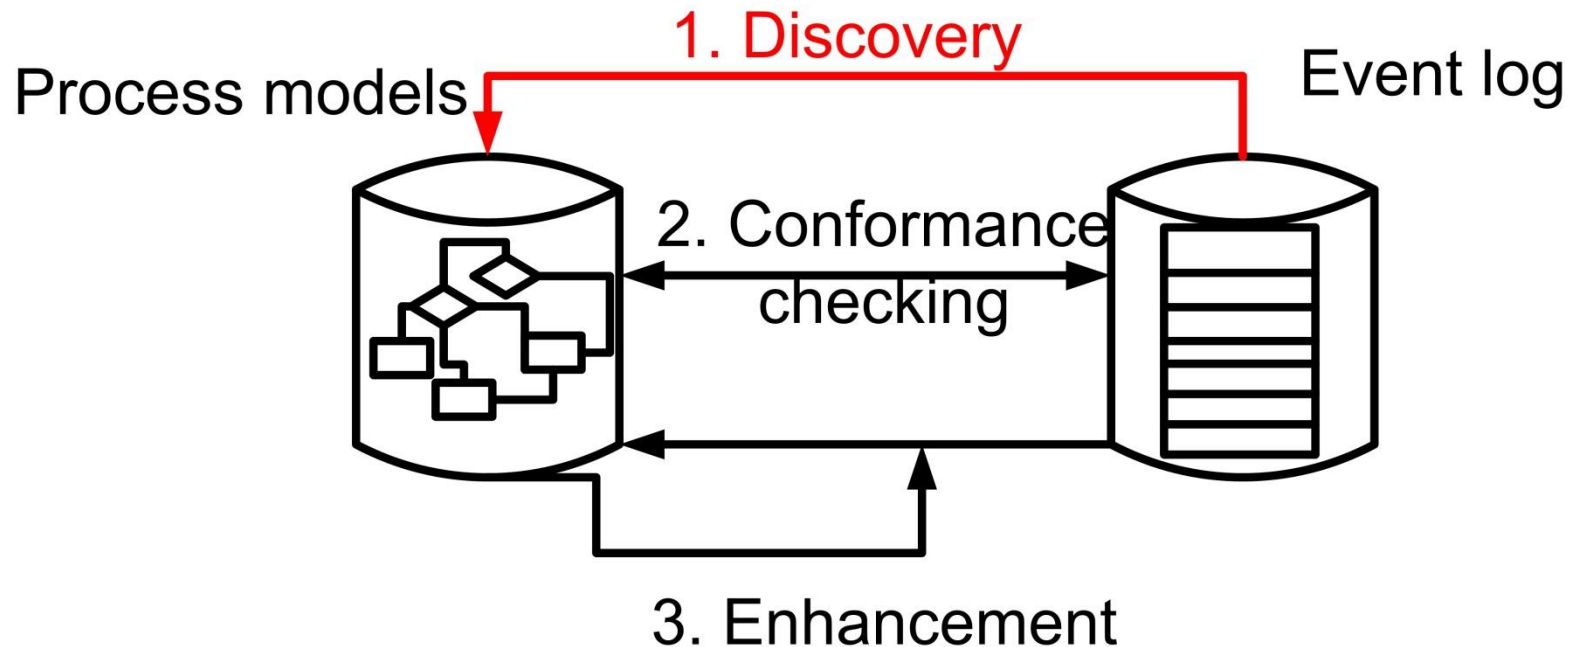 1. Discovery
Process models
Event log
2. Conformance
checking
3. Enhancement